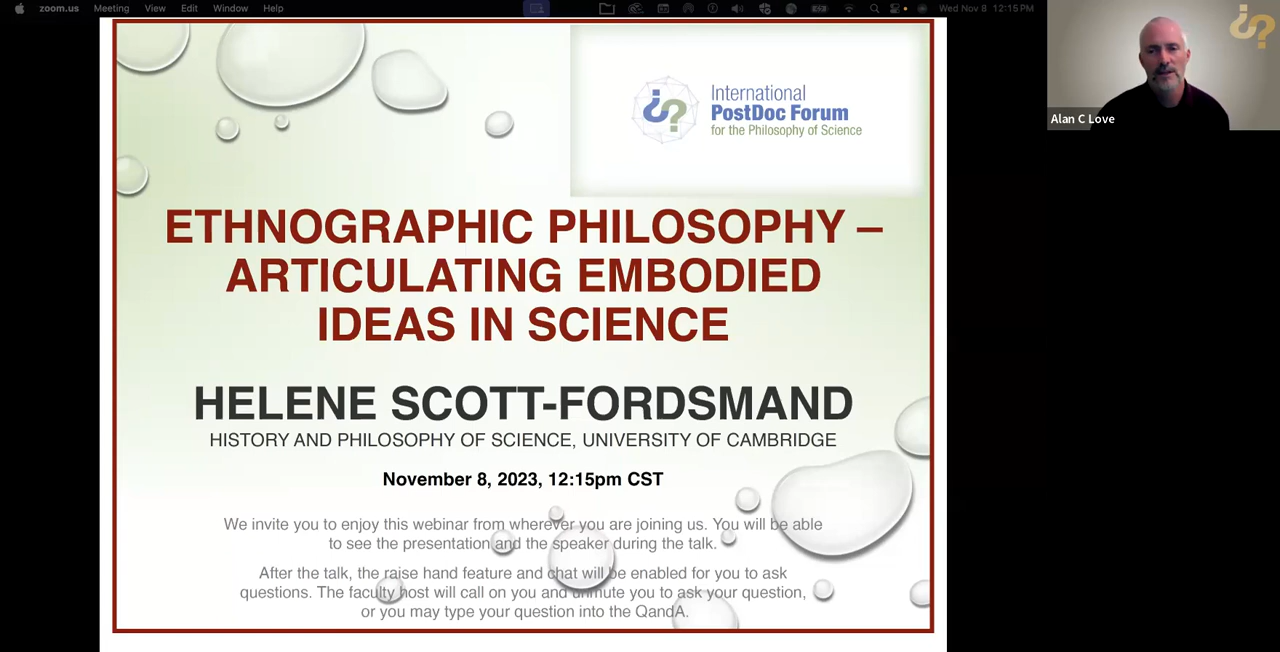 zoom.us Meeting View Edit Window Help
Wed Nov 8 12:15 PM
Alan C Love
International
PostDoc Forum
for the Philosophy of Science
ETHNOGRAPHIC PHILOSOPHY –
ARTICULATING EMBODIED
IDEAS IN SCIENCE
HELENE SCOTT-FORDSMAND
HISTORY AND PHILOSOPHY OF SCIENCE, UNIVERSITY OF CAMBRIDGE
November 8, 2023, 12:15pm CST
We invite you to enjoy this webinar from wherever you are joining us. You will be able
to see the presentation and the speaker during the talk.
After the talk, the raise hand feature and chat will be enabled for you to ask
questions. The faculty host will call on you and unmute you to ask your question,
or you may type your question into the QandA.